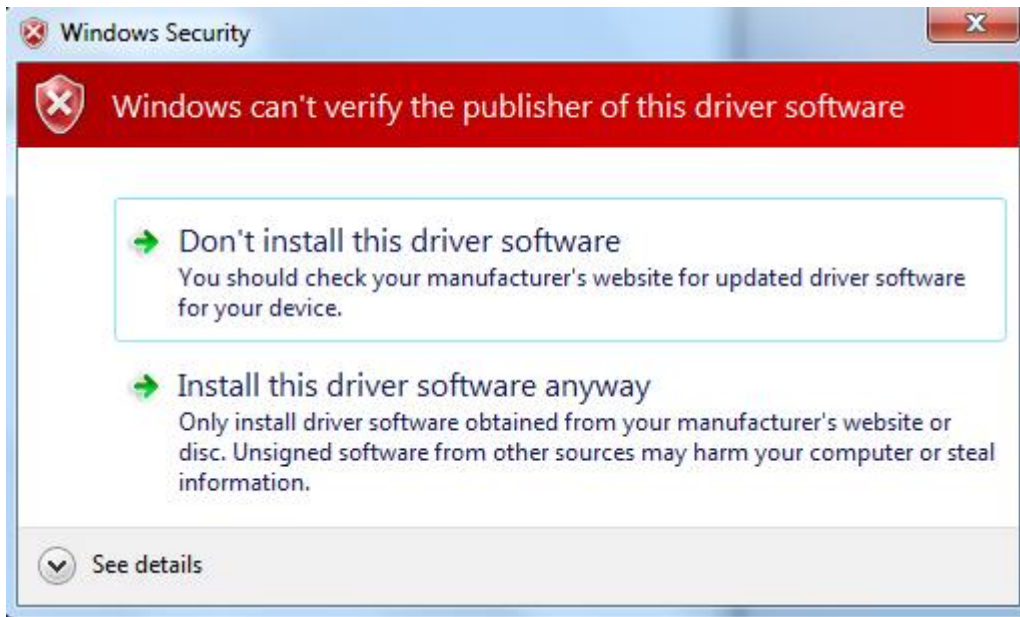 Windows Security
Windows can't verify the publisher of this driver software
Don't install this driver software
You should check your manufacturer's website for updated driver software
for your device.
Install this driver software anyway
Only install driver software obtained from your manufacturer's website or
disc. Unsigned software from other sources may harm your computer or steal
information.
See details